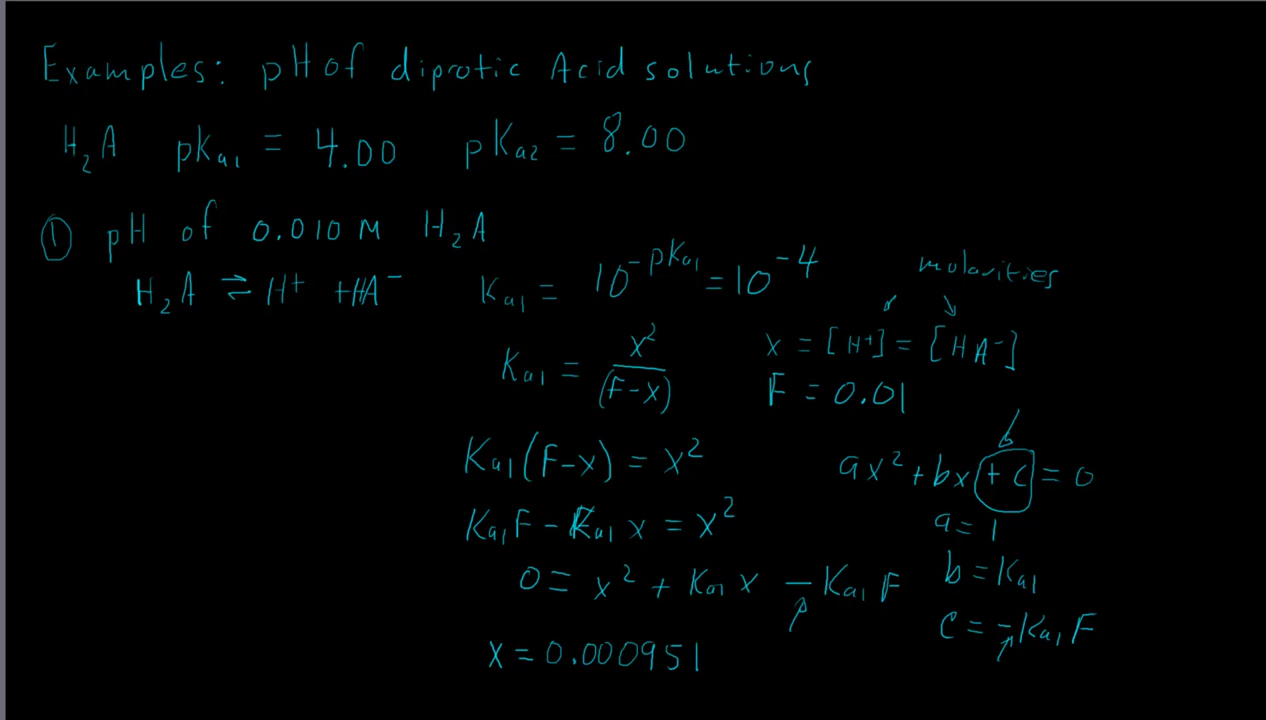 Examples: pH of diprotic Acid solutions
H₂A pKa1 = 4.00 pKa2 = 8.00
① pH of 0.010 M H₂A
H₂A ⇌ H⁺ + HA⁻
Ka1 = 10^-pKa1 = 10^-4
molarities
Ka1 = x²/(F-x)
x = [H⁺] = [HA⁻]
F = 0.01
Ka1(F-x) = x²
b
ax² + bx + c = 0
Ka1F - Ka1x = x²
a = 1
0 = x² + Ka1x - Ka1F
b = Ka1
c = -Ka1F
x = 0.000951